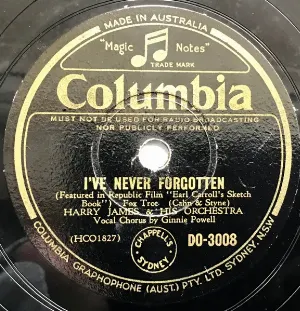 MADE IN AUSTRALIA
"Magic Notes"
TRADE MARK
Columbia
MUST NOT BE USED FOR RADIO BROADCASTING
NOR PUBLICLY PERFORMED
I'VE NEVER FORGOTTEN
(Featured in Republic Film "Earl Carroll's Sketch
Book") Fox Trot (Cahn & Styne)
HARRY JAMES & HIS ORCHESTRA
Vocal Chorus by Ginnie Powell
(HCO1827)
CHAPPELL'S
SYDNEY
DO-3008
COLUMBIA GRAPHOPHONE (AUST.) PTY. LTD. SYDNEY, N.S.W